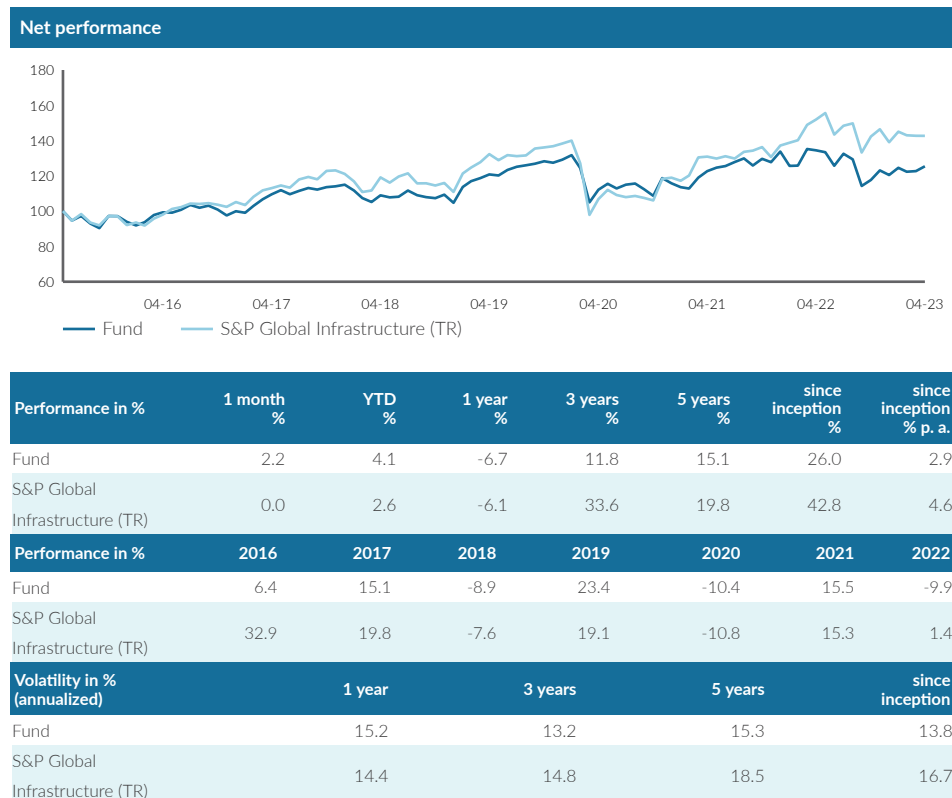 Net performance
180
160
140
120
100
80
60
04-16 04-17 04-18 04-19 04-20 04-21 04-22 04-23
Fund S&P Global Infrastructure (TR)
Performance in % 1 month % YTD % 1 year % 3 years % 5 years % since inception % since inception % p. a.
Fund 2.2 4.1 -6.7 11.8 15.1 26.0 2.9
S&P Global
Infrastructure (TR) 0.0 2.6 -6.1 33.6 19.8 42.8 4.6
Performance in % 2016 2017 2018 2019 2020 2021 2022
Fund 6.4 15.1 -8.9 23.4 -10.4 15.5 -9.9
S&P Global
Infrastructure (TR) 32.9 19.8 -7.6 19.1 -10.8 15.3 1.4
Volatility in %
(annualized) 1 year 3 years 5 years since inception
Fund 15.2 13.2 15.3 13.8
S&P Global
Infrastructure (TR) 14.4 14.8 18.5 16.7